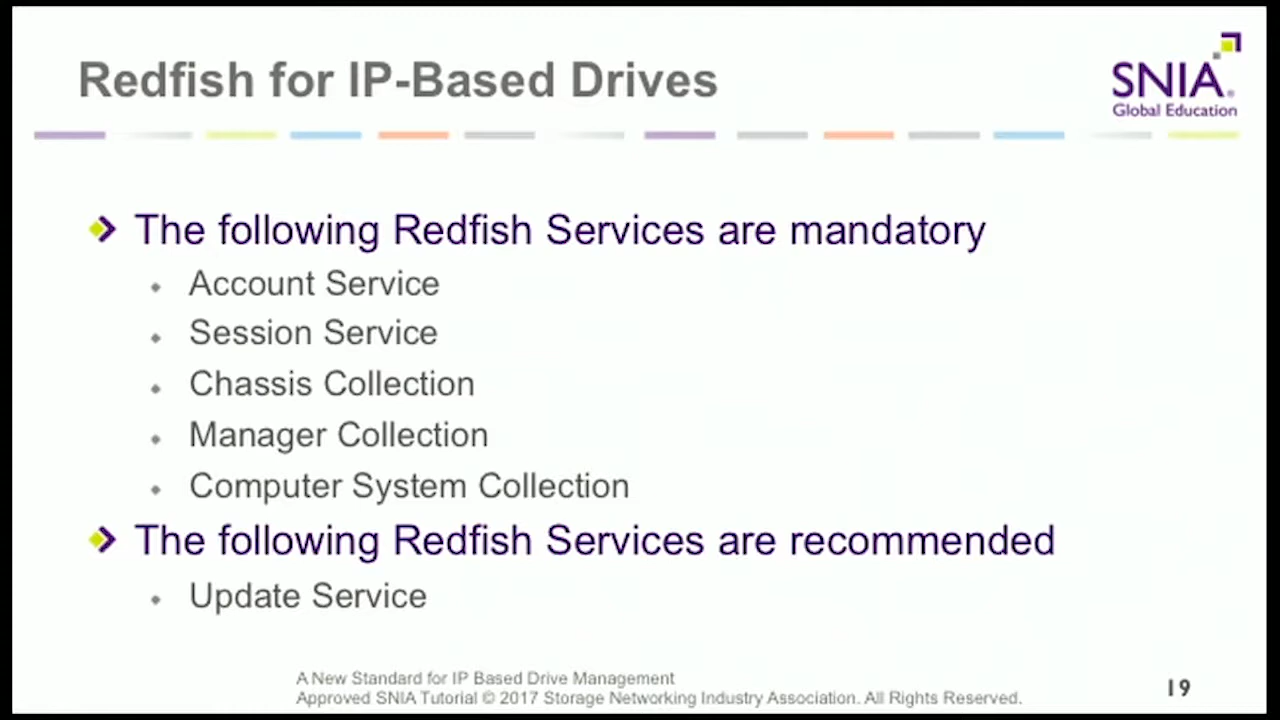 Redfish for IP-Based Drives
SNIA.
Global Education
The following Redfish Services are mandatory
Account Service
Session Service
Chassis Collection
Manager Collection
Computer System Collection
The following Redfish Services are recommended
Update Service
A New Standard for IP Based Drive Management
Approved SNIA Tutorial © 2017 Storage Networking Industry Association. All Rights Reserved.
19